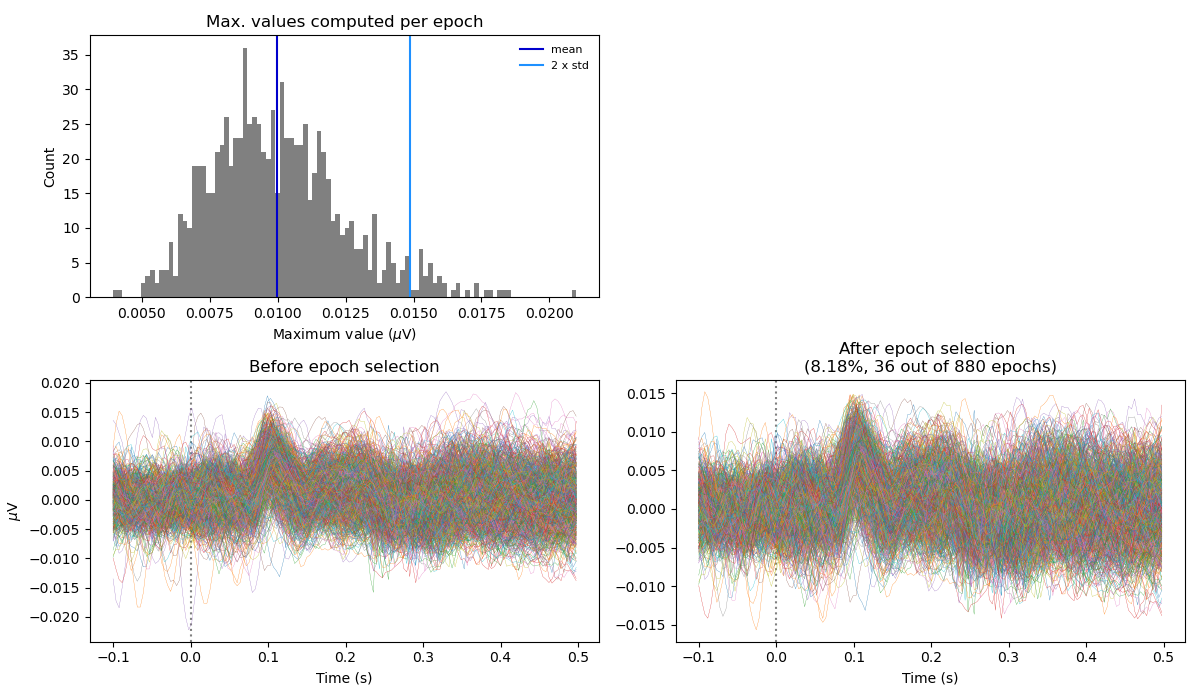 Max. values computed per epoch
mean
2 x std
35
30
25
20
15
10
5
0
Count
0.0050 0.0075 0.0100 0.0125 0.0150 0.0175 0.0200
Maximum value (μV)
Before epoch selection
0.020
0.015
0.010
0.005
0.000
−0.005
−0.010
−0.015
−0.020
μV
−0.1 0.0 0.1 0.2 0.3 0.4 0.5
Time (s)
After epoch selection
(8.18%, 36 out of 880 epochs)
0.015
0.010
0.005
0.000
−0.005
−0.010
−0.015
−0.1 0.0 0.1 0.2 0.3 0.4 0.5
Time (s)